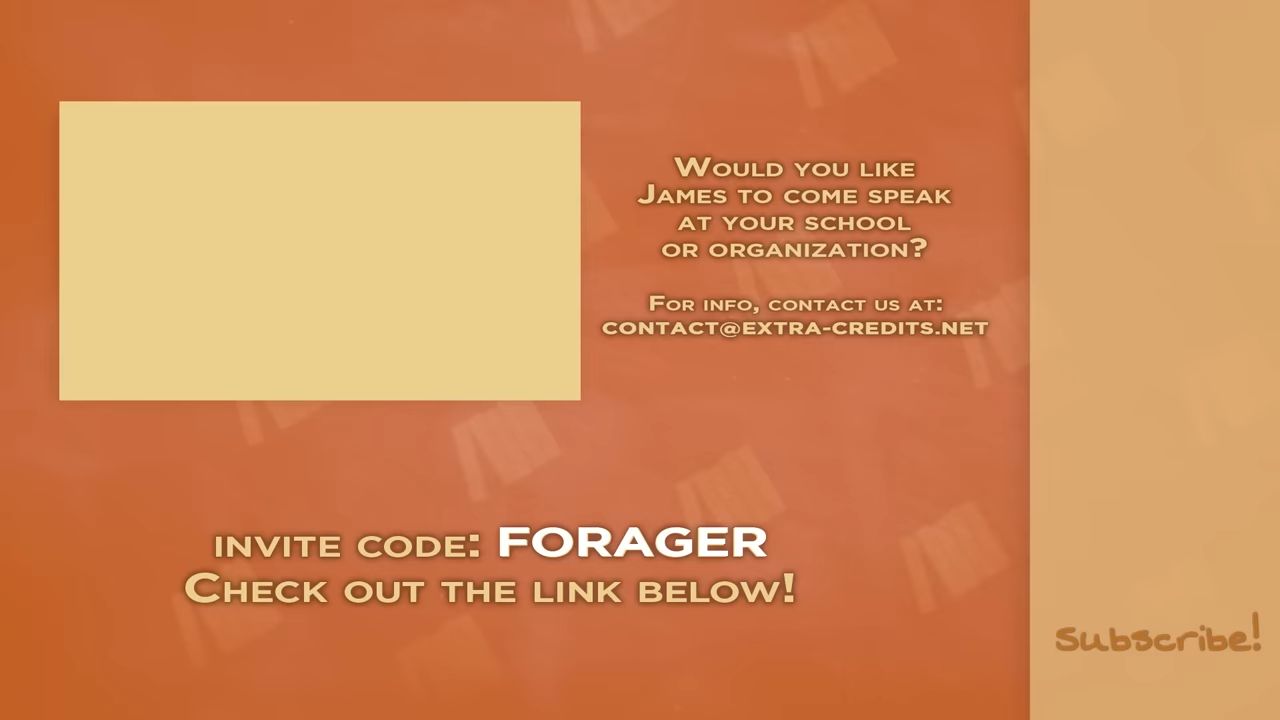 Would you like
James to come speak
at your school
or organization?
For info, contact us at:
contact@extra-credits.net
invite code: FORAGER
Check out the link below!
Subscribe!